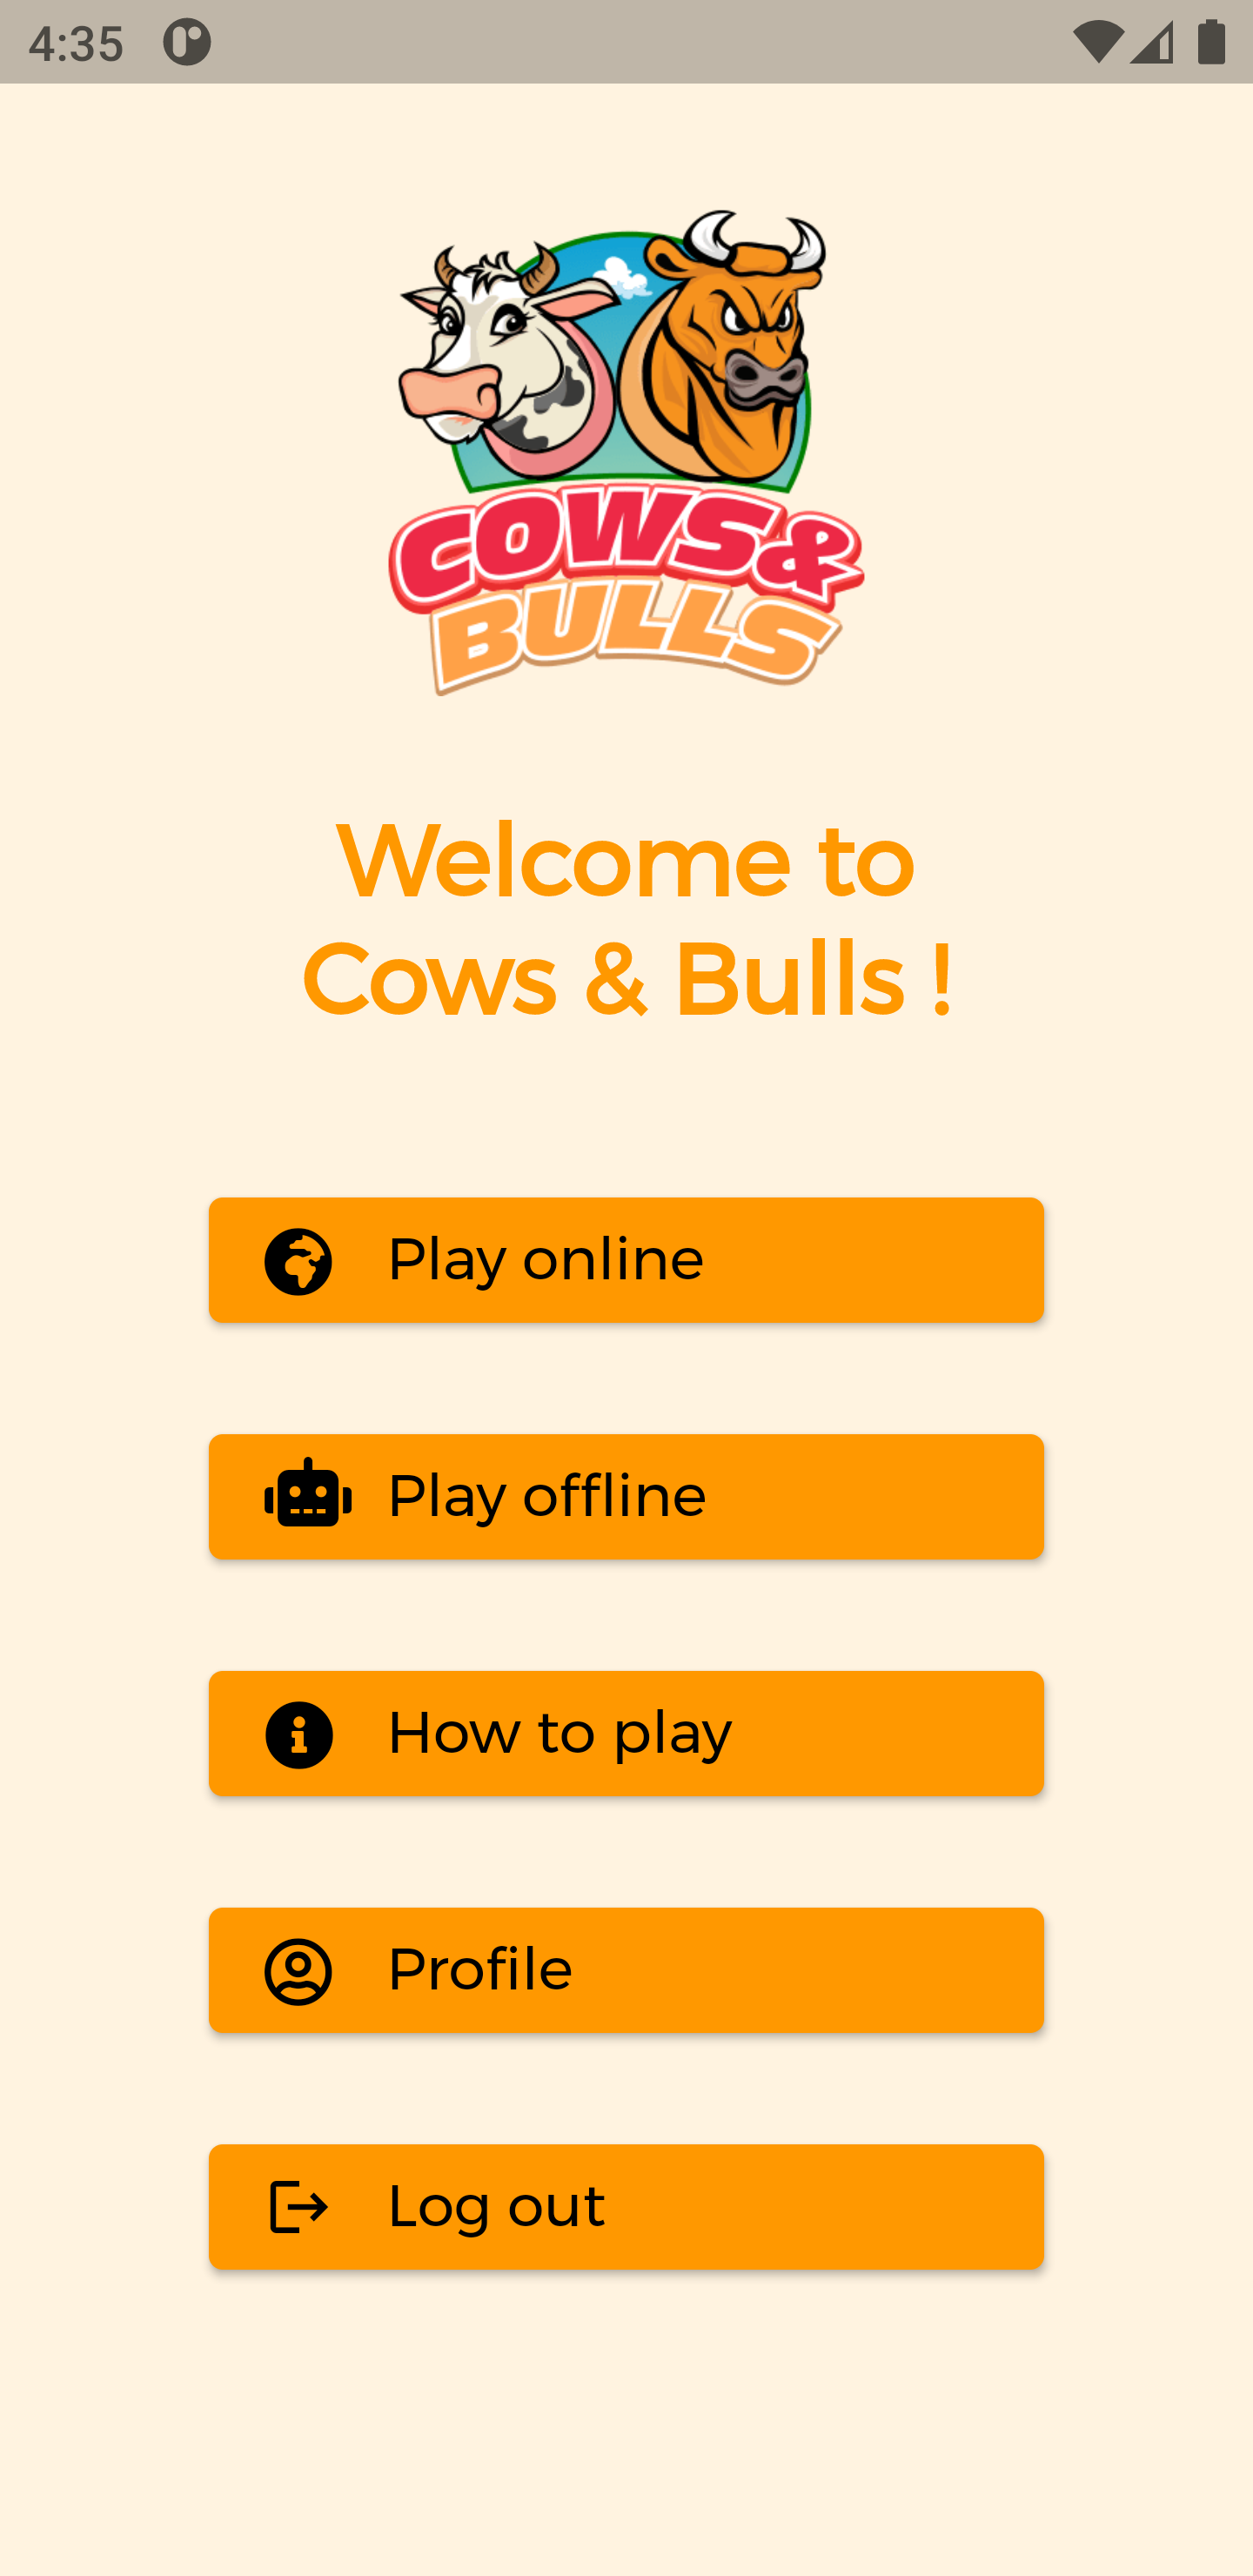 4:35
COWS&
BULLS
Welcome to
Cows & Bulls !
Play online
Play offline
How to play
Profile
Log out